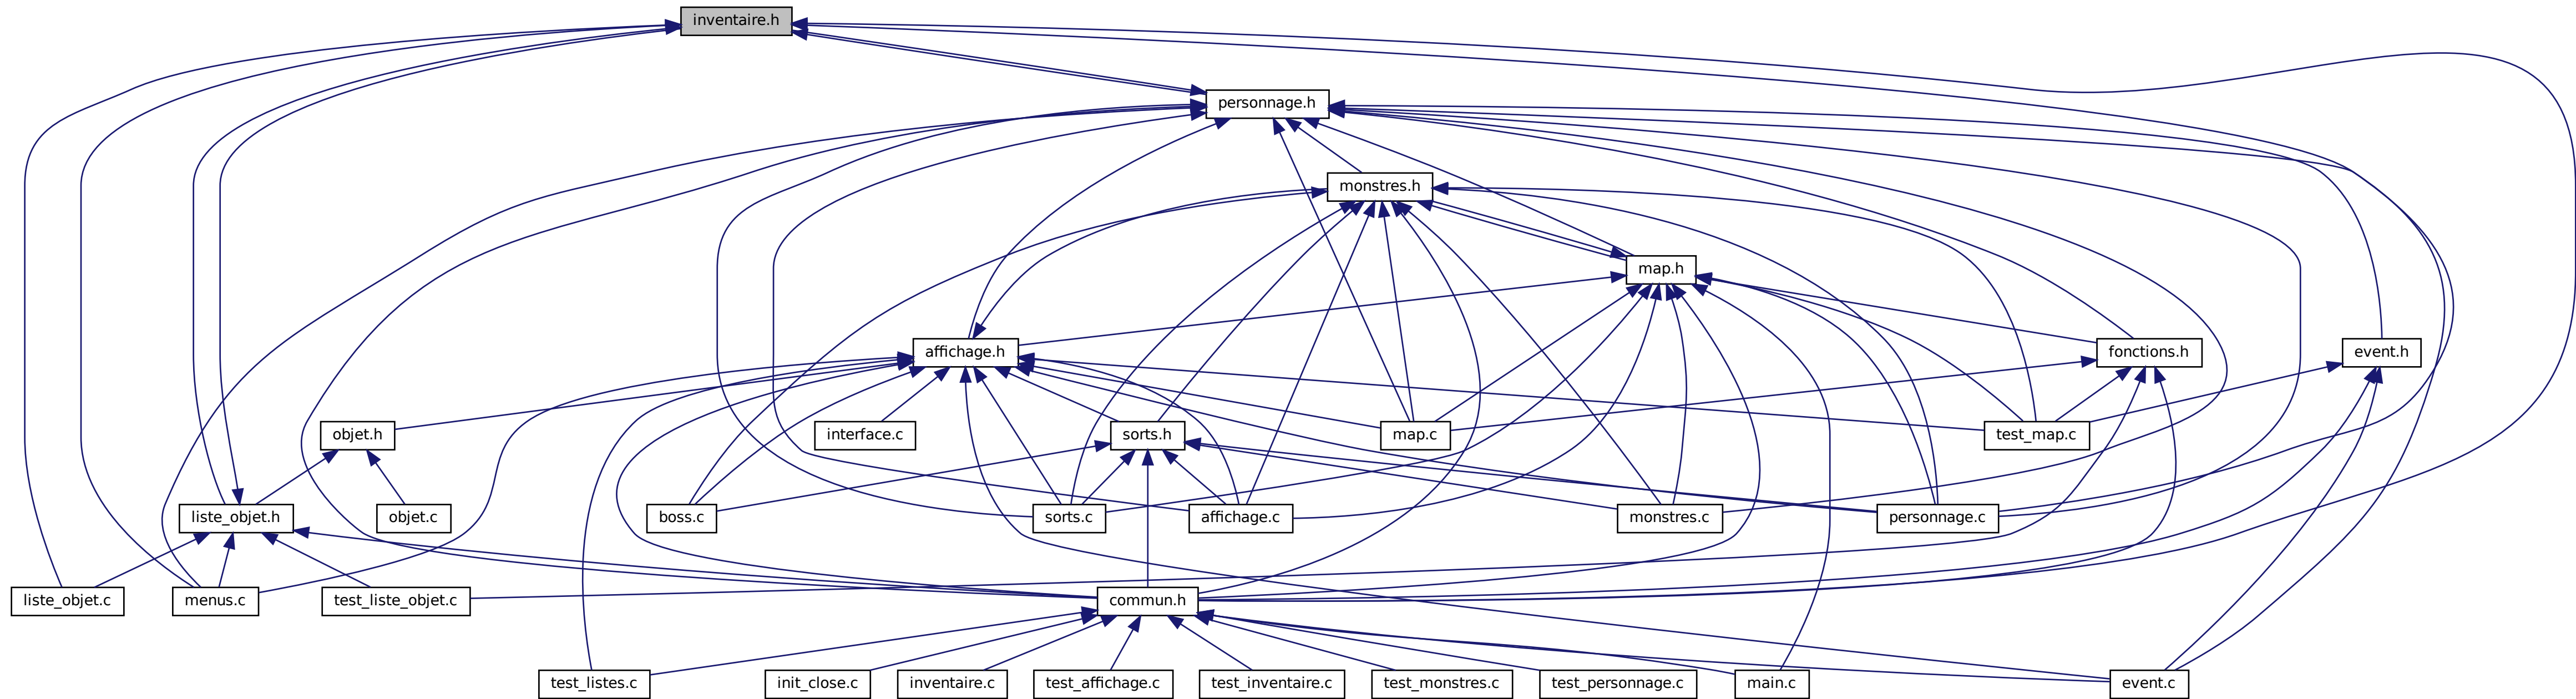 inventaire.h
personnage.h
monstres.h
map.h
affichage.h
fonctions.h
event.h
objet.h
interface.c
sorts.h
map.c
test_map.c
liste_objet.h
objet.c
boss.c
sorts.c
affichage.c
monstres.c
personnage.c
liste_objet.c
menus.c
test_liste_objet.c
commun.h
test_listes.c
init_close.c
inventaire.c
test_affichage.c
test_inventaire.c
test_monstres.c
test_personnage.c
main.c
event.c